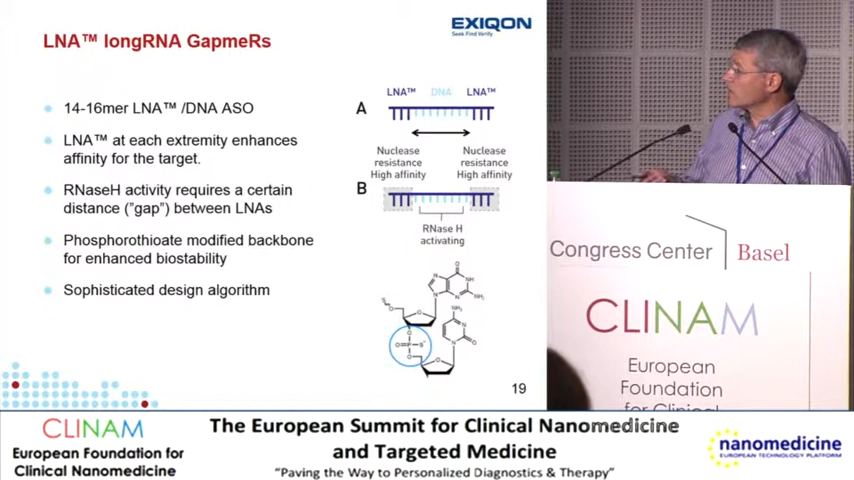 LNA™ longRNA GapmeRs
EXIQON
Seek Find Verify
14-16mer LNA™ /DNA ASO
LNA™ at each extremity enhances
affinity for the target.
RNaseH activity requires a certain
distance ("gap") between LNAs
Phosphorothioate modified backbone
for enhanced biostability
Sophisticated design algorithm
LNA™ DNA LNA™
A
Nuclease
resistance
High affinity
Nuclease
resistance
High affinity
B
RNase H
activating
19
Congress Center Basel
CLINAM
European
Foundation
for Clinical
CLINAM
European Foundation for
Clinical Nanomedicine
The European Summit for Clinical Nanomedicine
and Targeted Medicine
"Paving the Way to Personalized Diagnostics & Therapy"
nanomedicine
EUROPEAN TECHNOLOGY PLATFORM